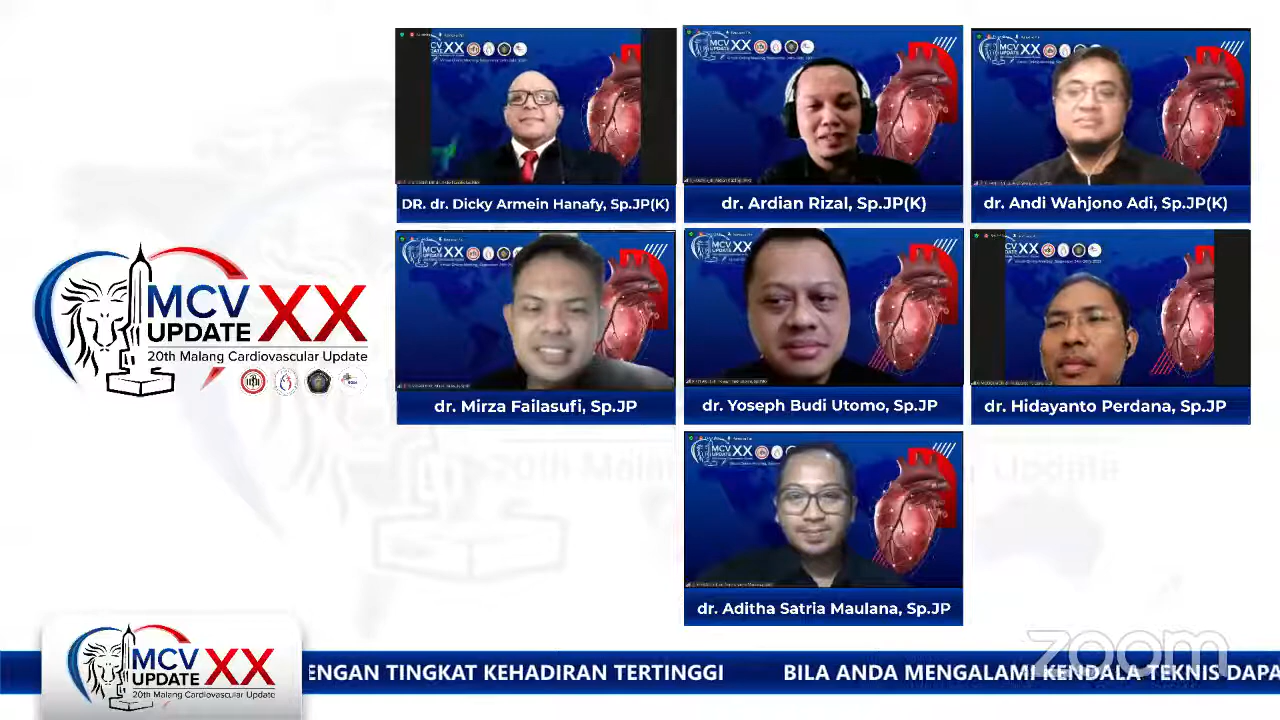 DR. dr. Dicky Armein Hanafy, Sp.JP(K)
dr. Ardian Rizal, Sp.JP(K)
dr. Andi Wahjono Adi, Sp.JP(K)
MCV XX
UPDATE
20th Malang Cardiovascular Update
dr. Mirza Failasufi, Sp.JP
dr. Yoseph Budi Utomo, Sp.JP
dr. Hidayanto Perdana, Sp.JP
20th Malang
Update
dr. Aditha Satria Maulana, Sp.JP
zoom
MCV XX
UPDATE
20th Malang Cardiovascular Update
ENGAN TINGKAT KEHADIRAN TERTINGGI
BILA ANDA MENGALAMI KENDALA TEKNIS DAPA